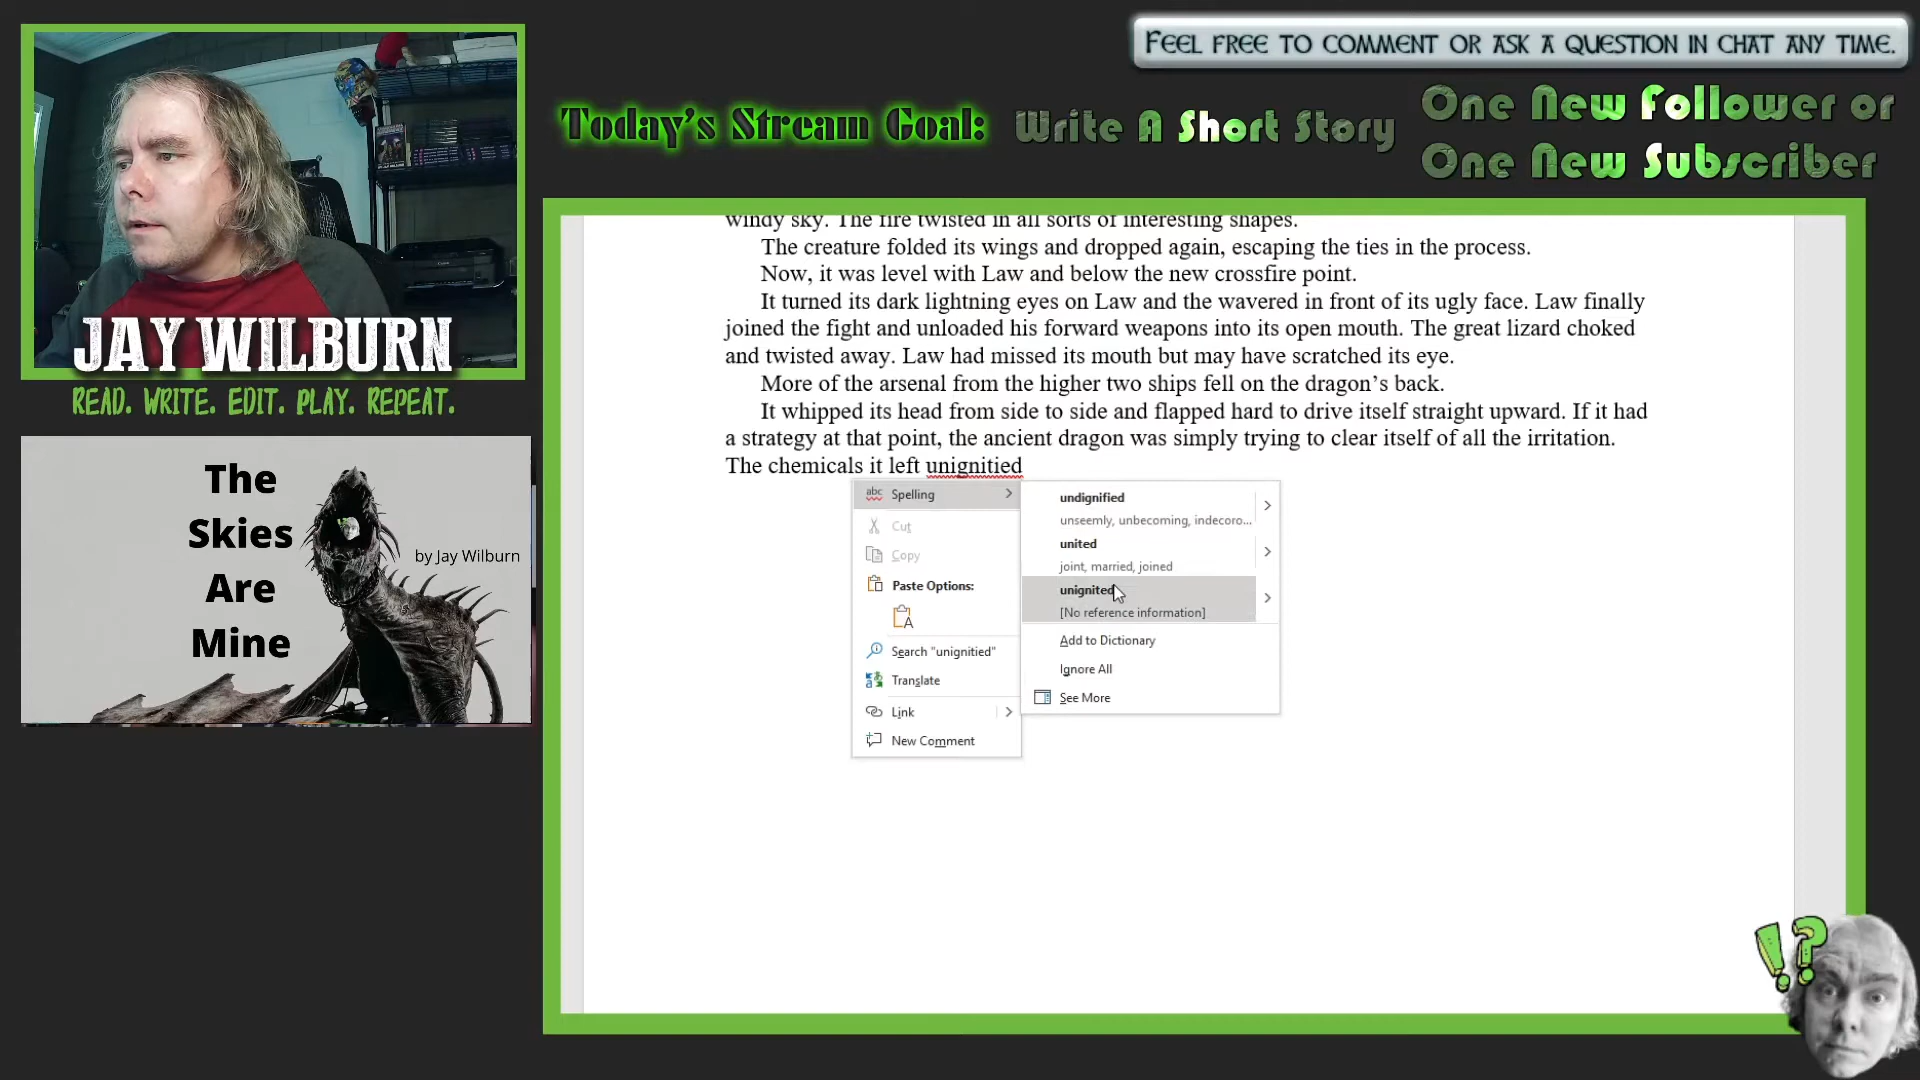 FEEL FREE TO COMMENT OR ASK A QUESTION IN CHAT ANY TIME.
Today's Stream Goal:
Write A Short Story
One New Follower or
One New Subscriber
JAY WILBURN
READ. WRITE. EDIT. PLAY. REPEAT.
The
Skies
Are
Mine
by Jay Wilburn
windy sky. The fire twisted in all sorts of interesting shapes.
The creature folded its wings and dropped again, escaping the ties in the process.
Now, it was level with Law and below the new crossfire point.
It turned its dark lightning eyes on Law and the wavered in front of its ugly face. Law finally
joined the fight and unloaded his forward weapons into its open mouth. The great lizard choked
and twisted away. Law had missed its mouth but may have scratched its eye.
More of the arsenal from the higher two ships fell on the dragon’s back.
It whipped its head from side to side and flapped hard to drive itself straight upward. If it had
a strategy at that point, the ancient dragon was simply trying to clear itself of all the irritation.
The chemicals it left unignitied
abc Spelling
Cut
Copy
Paste Options:
A
Search "unignitied"
Translate
Link
New Comment
undignified
unseemly, unbecoming, indecoro...
united
joint, married, joined
unignited
[No reference information]
Add to Dictionary
Ignore All
See More
!?